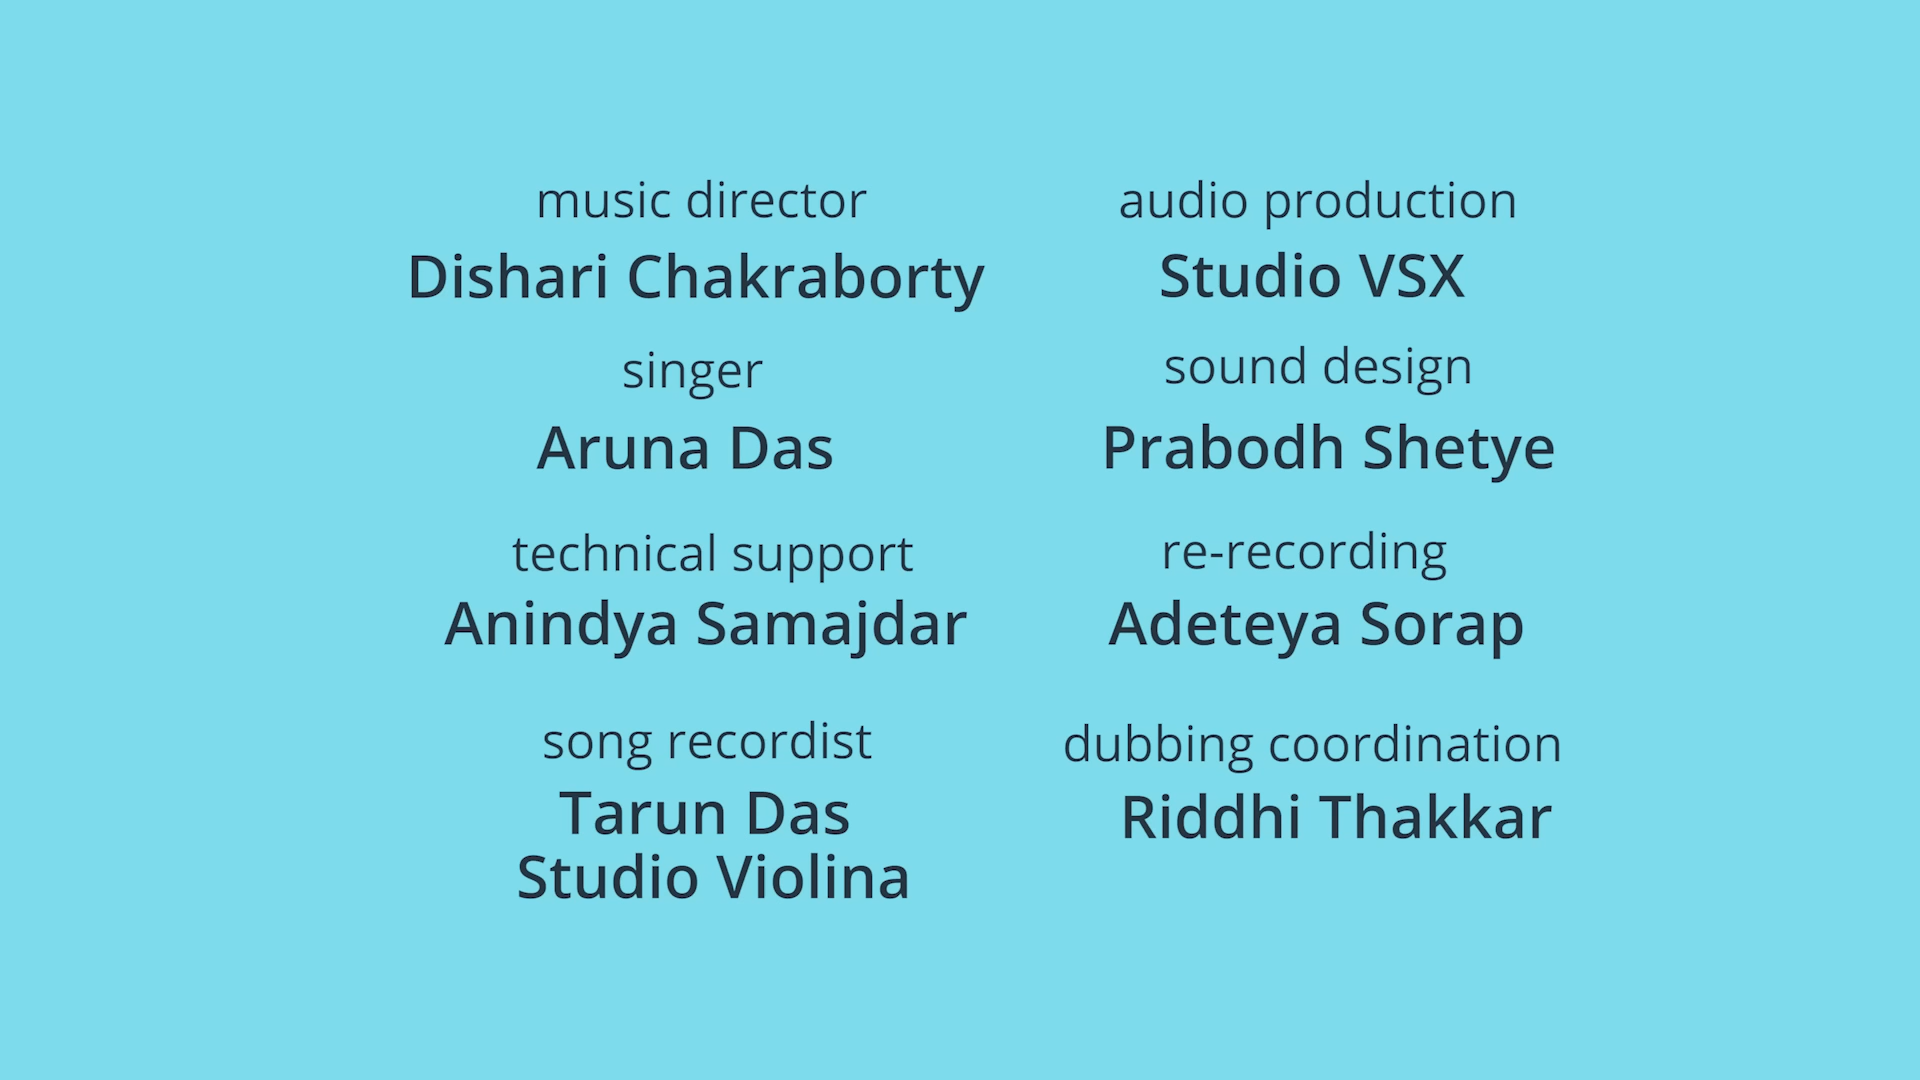 music director
Dishari Chakraborty
singer
Aruna Das
technical support
Anindya Samajdar
song recordist
Tarun Das
Studio Violina
audio production
Studio VSX
sound design
Prabodh Shetye
re-recording
Adeteya Sorap
dubbing coordination
Riddhi Thakkar